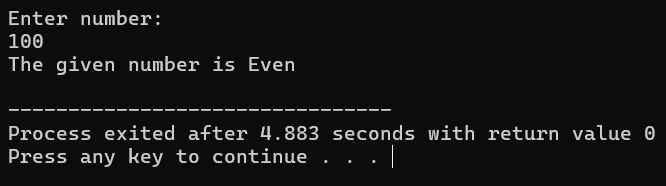 Enter number:
100
The given number is Even
--------------------------------
Process exited after 4.883 seconds with return value 0
Press any key to continue . . .